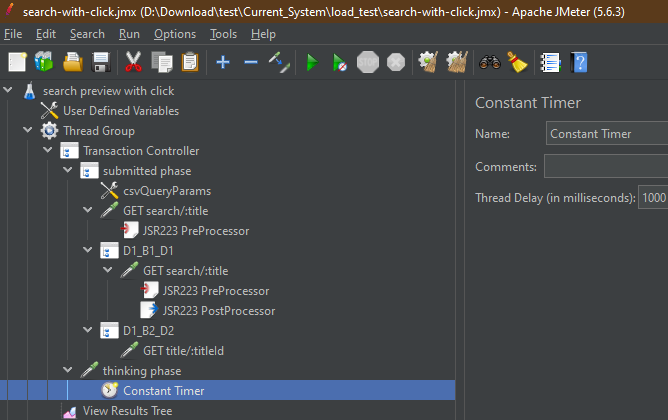 search-with-click.jmx (D:\Download\test\Current_System\load_test\search-with-click.jmx) - Apache JMeter (5.6.3)
File Edit Search Run Options Tools Help
STOP
search preview with click
User Defined Variables
Thread Group
Transaction Controller
submitted phase
csvQueryParams
GET search/:title
JSR223 PreProcessor
D1_B1_D1
GET search/:title
JSR223 PreProcessor
JSR223 PostProcessor
D1_B2_D2
GET title/:titleId
thinking phase
Constant Timer
View Results Tree
Constant Timer
Name: Constant Timer
Comments:
Thread Delay (in milliseconds): 1000